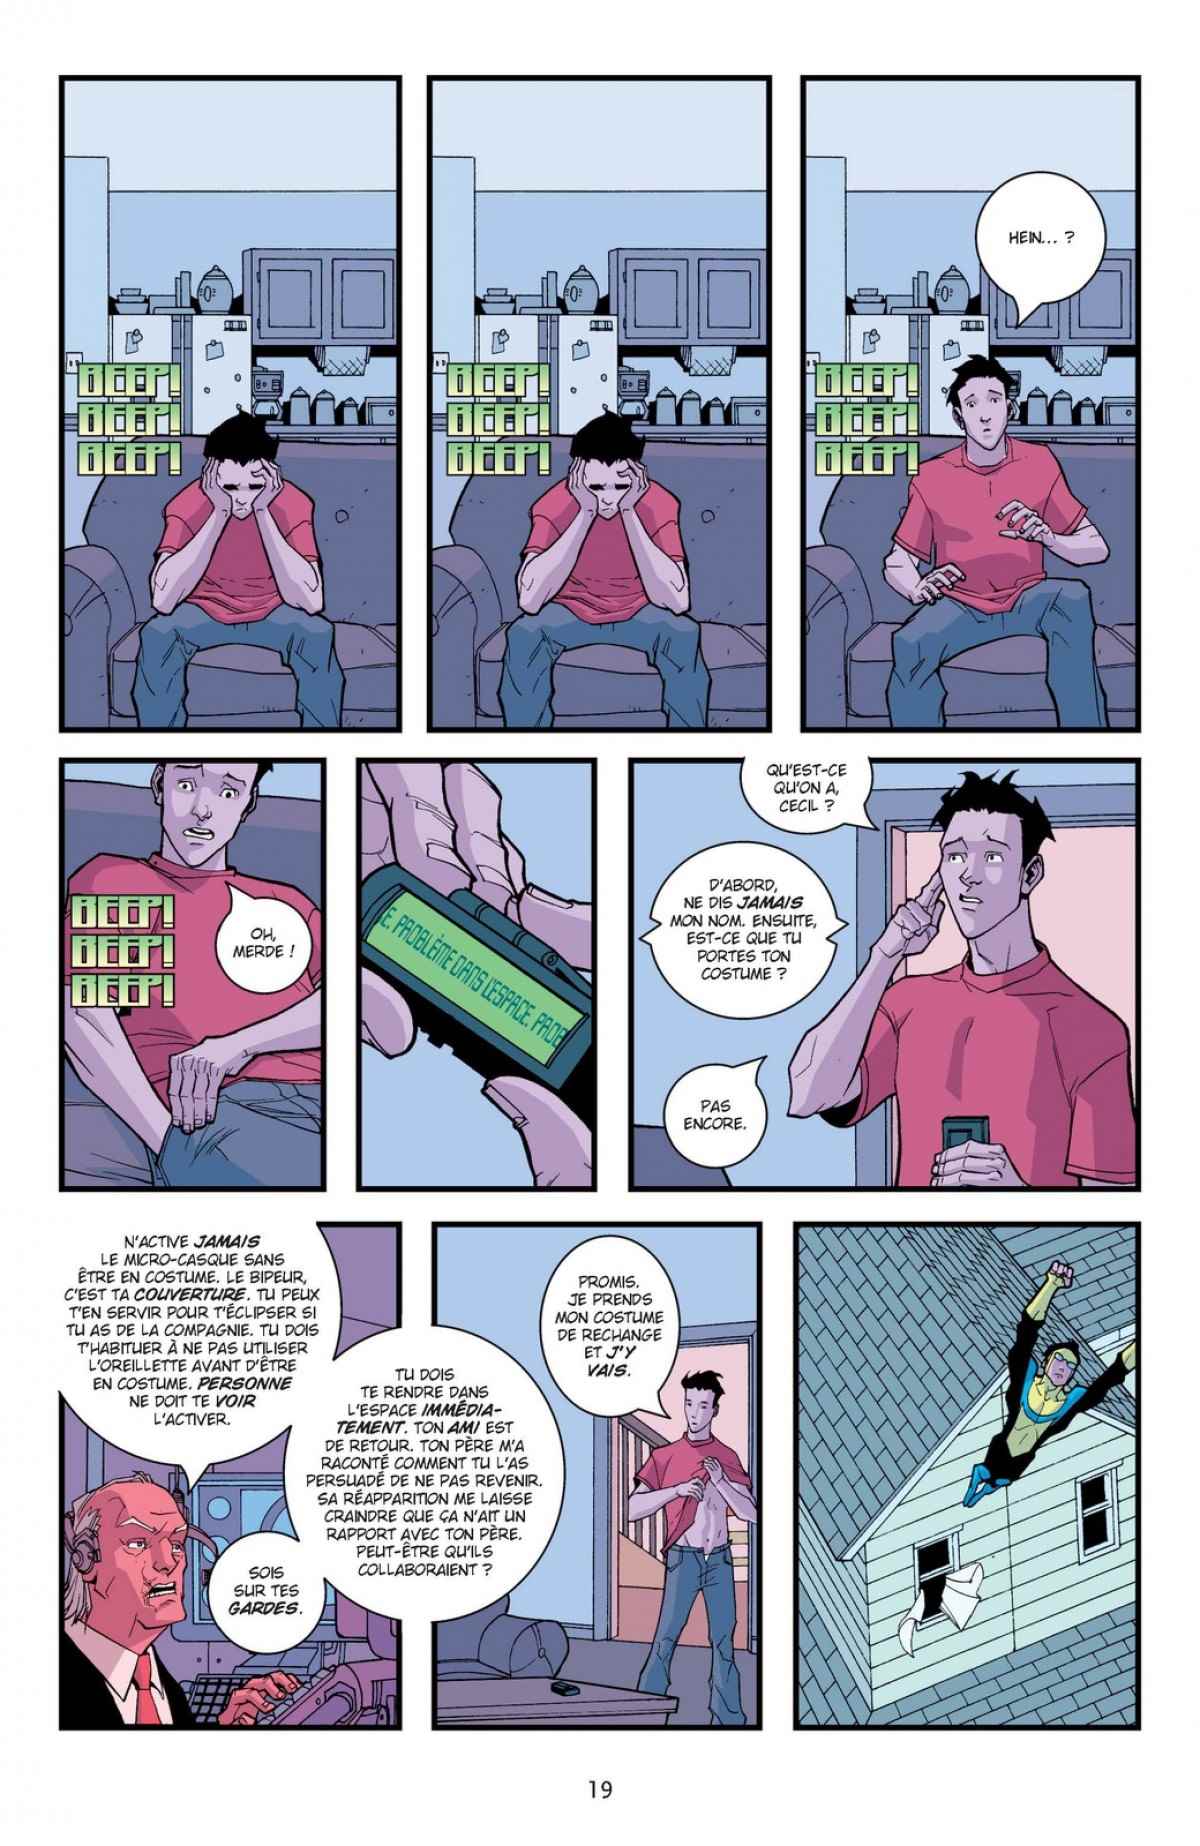 BEEP!
BEEP!
BEEP!
BEEP!
BEEP!
BEEP!
HEIN... ?
BEEP!
BEEP!
BEEP!
BEEP!
BEEP!
BEEP!
OH,
MERDE !
E. PROBLÈME DANS L'ESPACE. PROB
QU'EST-CE
QU'ON A,
CECIL ?
D'ABORD,
NE DIS JAMAIS
MON NOM. ENSUITE,
EST-CE QUE TU
PORTES TON
COSTUME ?
PAS
ENCORE.
N'ACTIVE JAMAIS
LE MICRO-CASQUE SANS
ÊTRE EN COSTUME. LE BIPEUR,
C'EST TA COUVERTURE. TU PEUX
T'EN SERVIR POUR T'ÉCLIPSER SI
TU AS DE LA COMPAGNIE. TU DOIS
T'HABITUER À NE PAS UTILISER
L'OREILLETTE AVANT D'ÊTRE
EN COSTUME. PERSONNE
NE DOIT TE VOIR
L'ACTIVER.
SOIS
SUR TES
GARDES.
TU DOIS
TE RENDRE DANS
L'ESPACE IMMÉDIA-
TEMENT. TON AMI EST
DE RETOUR. TON PÈRE M'A
RACONTÉ COMMENT TU L'AS
PERSUADÉ DE NE PAS REVENIR.
SA RÉAPPARITION ME LAISSE
CRAINDRE QUE ÇA N'AIT UN
RAPPORT AVEC TON PÈRE.
PEUT-ÊTRE QU'ILS
COLLABORAIENT ?
PROMIS.
JE PRENDS
MON COSTUME
DE RECHANGE
ET J'Y
VAIS.
19